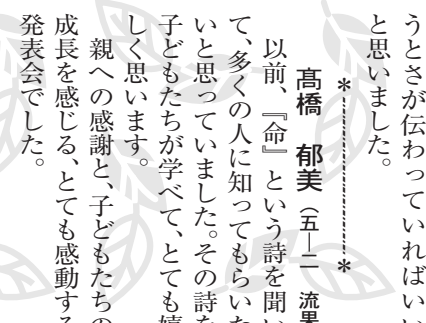 うとさが伝わっていればいい
と思いました。
＊＊
髙橋 郁美（五―二 流果
以前、『命』という詩を聞い
て、多くの人に知ってもらいた
いと思っていました。その詩を
子どもたちが学べて、とても嬉
しく思います。
親への感謝と、子どもたちの
成長を感じる、とても感動する
発表会でした。